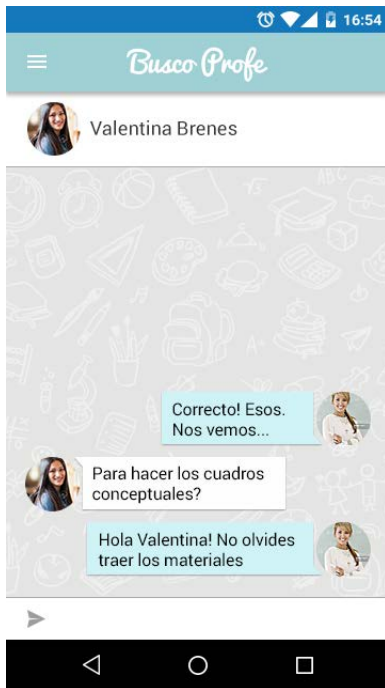 16:54
Busco Profe
Valentina Brenes
Correcto! Esos.
Nos vemos...
Para hacer los cuadros
conceptuales?
Hola Valentina! No olvides
traer los materiales